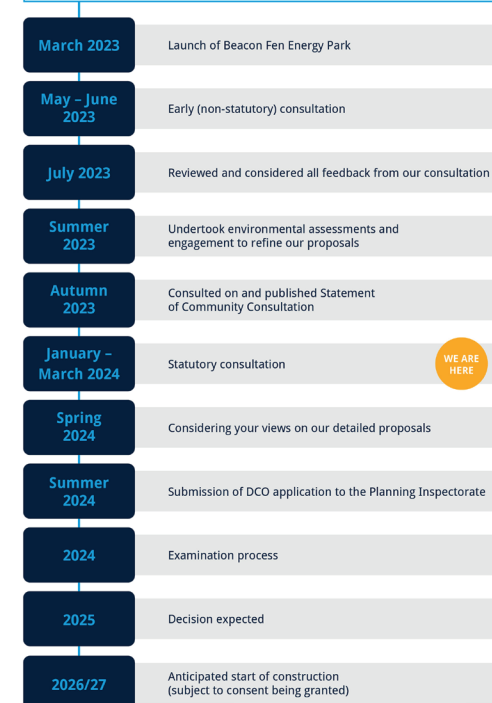 March 2023
Launch of Beacon Fen Energy Park
May – June
2023
Early (non-statutory) consultation
July 2023
Reviewed and considered all feedback from our consultation
Summer
2023
Undertook environmental assessments and
engagement to refine our proposals
Autumn
2023
Consulted on and published Statement
of Community Consultation
January –
March 2024
Statutory consultation
WE ARE
HERE
Spring
2024
Considering your views on our detailed proposals
Summer
2024
Submission of DCO application to the Planning Inspectorate
2024
Examination process
2025
Decision expected
2026/27
Anticipated start of construction
(subject to consent being granted)